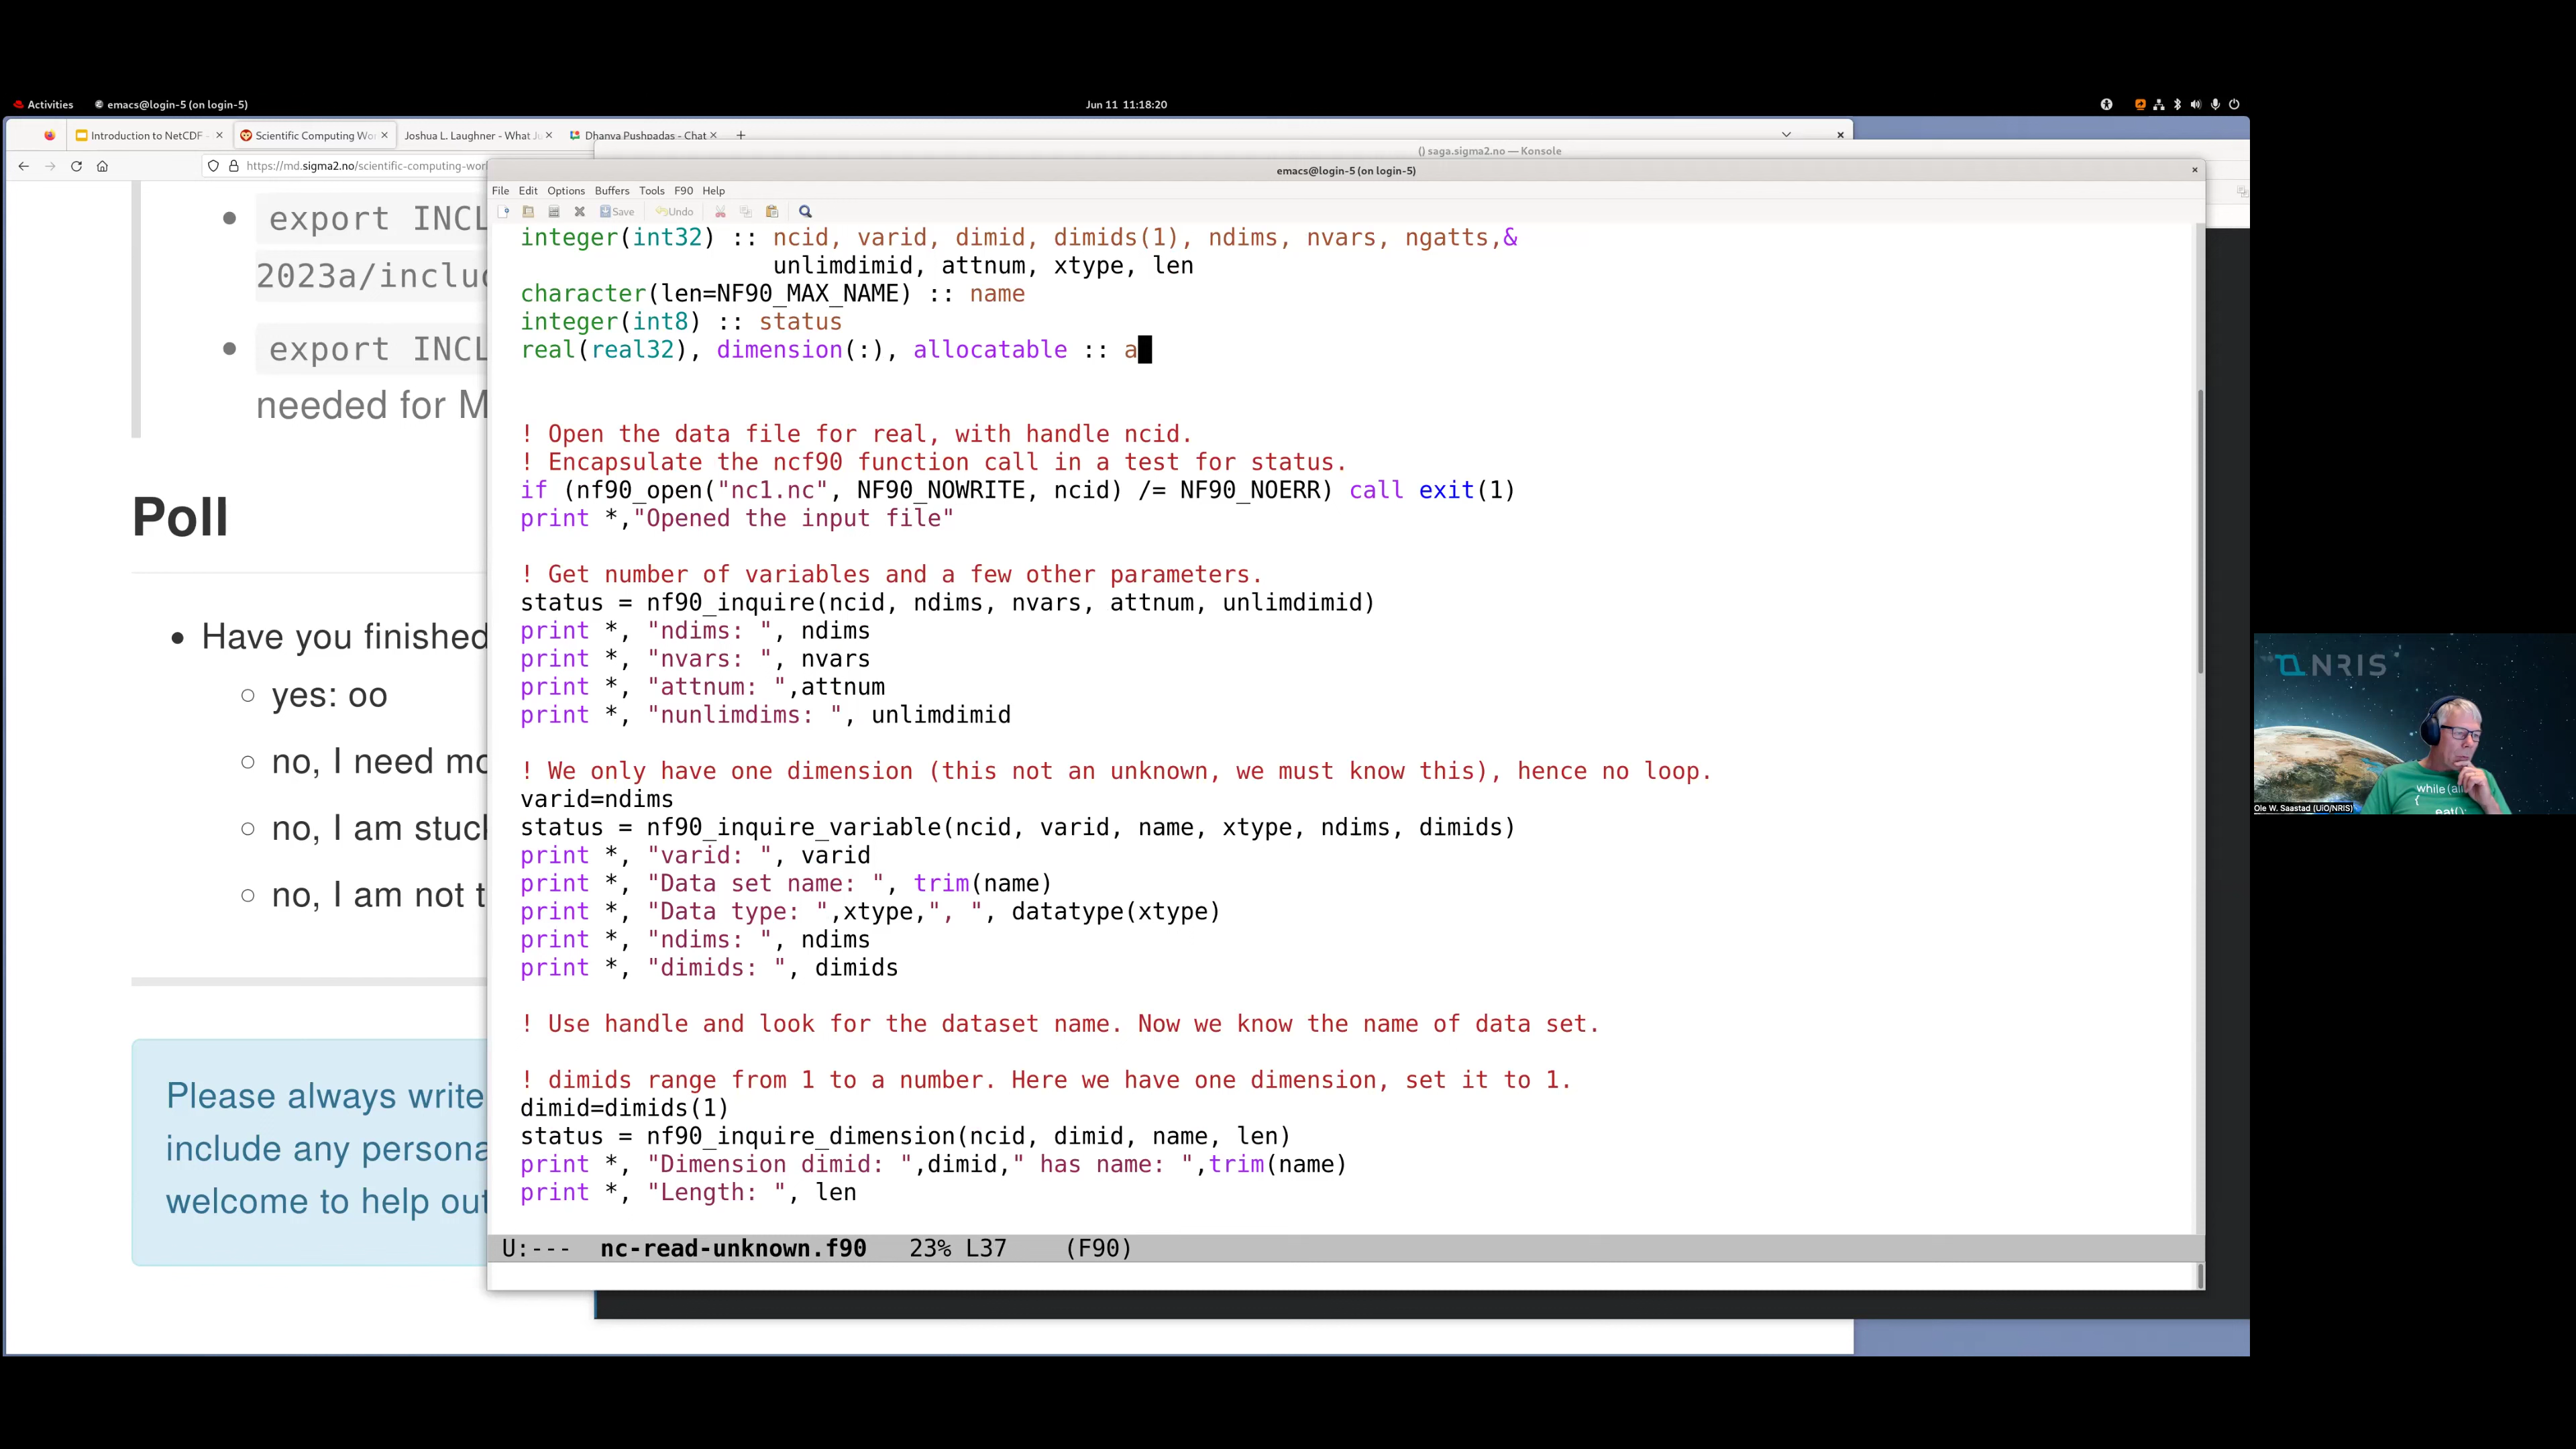 Activities
emacs@login-5 (on login-5)
Jun 11 11:18:20
Introduction to NetCDF -
Scientific Computing Wor
Joshua L. Laughner - What Ju
Dhanya Pushpadas - Chat
https://md.sigma2.no/scientific-computing-wor
() saga.sigma2.no — Konsole
emacs@login-5 (on login-5)
File Edit Options Buffers Tools F90 Help
Save Undo
export INCL
2023a/includ
export INCL
needed for M
Poll
Have you finished
yes: oo
no, I need mo
no, I am stuck
no, I am not t
Please always write
include any persona
welcome to help out
integer(int32) :: ncid, varid, dimid, dimids(1), ndims, nvars, ngatts,&
unlimdimid, attnum, xtype, len
character(len=NF90_MAX_NAME) :: name
integer(int8) :: status
real(real32), dimension(:), allocatable :: a
! Open the data file for real, with handle ncid.
! Encapsulate the ncf90 function call in a test for status.
if (nf90_open("nc1.nc", NF90_NOWRITE, ncid) /= NF90_NOERR) call exit(1)
print *,"Opened the input file"
! Get number of variables and a few other parameters.
status = nf90_inquire(ncid, ndims, nvars, attnum, unlimdimid)
print *, "ndims: ", ndims
print *, "nvars: ", nvars
print *, "attnum: ",attnum
print *, "nunlimdims: ", unlimdimid
! We only have one dimension (this not an unknown, we must know this), hence no loop.
varid=ndims
status = nf90_inquire_variable(ncid, varid, name, xtype, ndims, dimids)
print *, "varid: ", varid
print *, "Data set name: ", trim(name)
print *, "Data type: ",xtype,", ", datatype(xtype)
print *, "ndims: ", ndims
print *, "dimids: ", dimids
! Use handle and look for the dataset name. Now we know the name of data set.
! dimids range from 1 to a number. Here we have one dimension, set it to 1.
dimid=dimids(1)
status = nf90_inquire_dimension(ncid, dimid, name, len)
print *, "Dimension dimid: ",dimid," has name: ",trim(name)
print *, "Length: ", len
U:--- nc-read-unknown.f90 23% L37 (F90)
NRIS
while(al
{
eat();
Ole W. Saastad (UiO/NRIS)